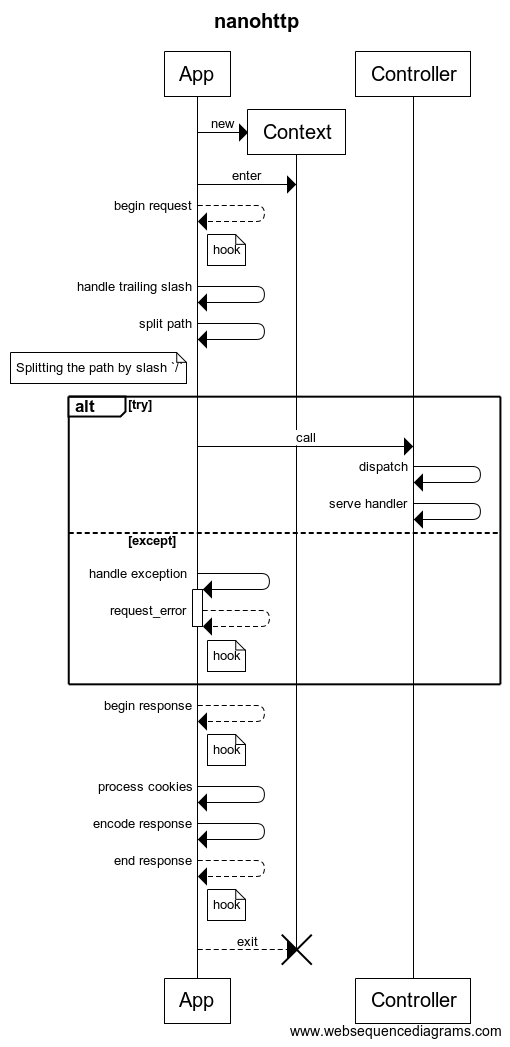 nanohttp
App
Controller
new
Context
enter
begin request
hook
handle trailing slash
split path
Splitting the path by slash `/`
alt
[try]
call
dispatch
serve handler
[except]
handle exception
request_error
hook
begin response
hook
process cookies
encode response
end response
hook
exit
App
Controller
www.websequencediagrams.com